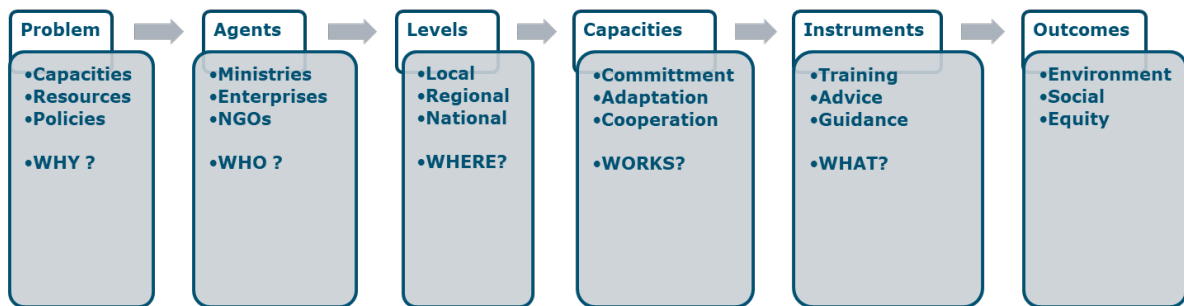 Problem
•Capacities
•Resources
•Policies
•WHY ?
Agents
•Ministries
•Enterprises
•NGOs
•WHO ?
Levels
•Local
•Regional
•National
•WHERE?
Capacities
•Committment
•Adaptation
•Cooperation
•WORKS?
Instruments
•Training
•Advice
•Guidance
•WHAT?
Outcomes
•Environment
•Social
•Equity